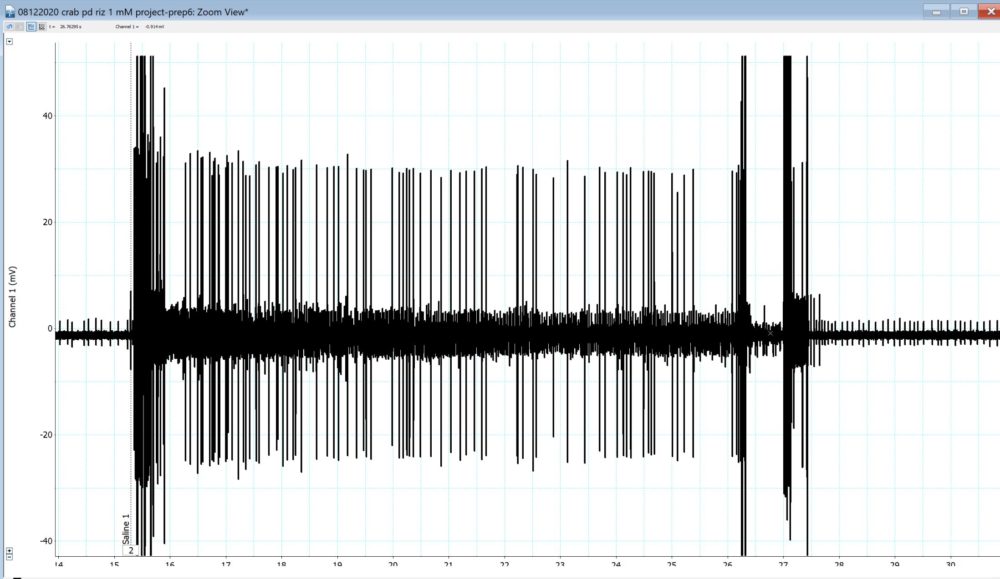 08122020 crab pd riz 1 mM project-prep6: Zoom View*
t = 26.76295 s Channel 1 = -0.914 mV
Channel 1 (mV)
40
20
0
-20
-40
Saline 1
2
14 15 16 17 18 19 20 21 22 23 24 25 26 27 28 29 30